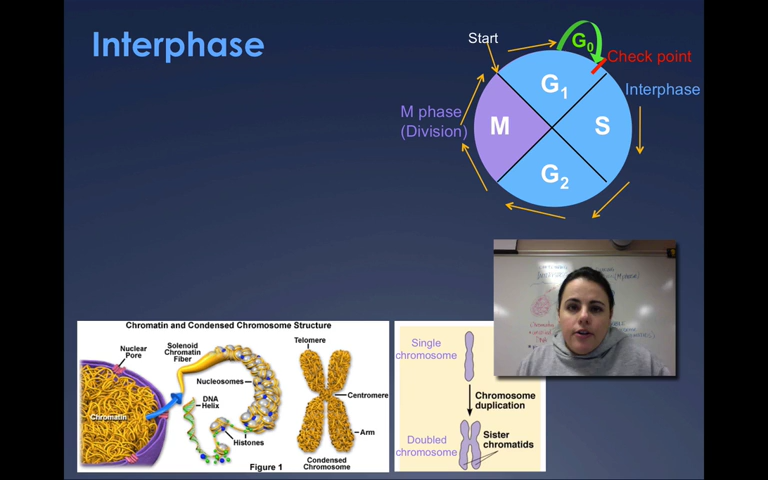 Interphase
Start
G0
Check point
G1
Interphase
M phase
(Division)
M
S
G2
Chromatin and Condensed Chromosome Structure
Nuclear
Pore
Solenoid
Chromatin
Fiber
Telomere
Nucleosomes
Chromatin
DNA
Helix
Centromere
Histones
Arm
Figure 1
Condensed
Chromosome
Single
chromosome
Chromosome
duplication
Doubled
chromosome
Sister
chromatids